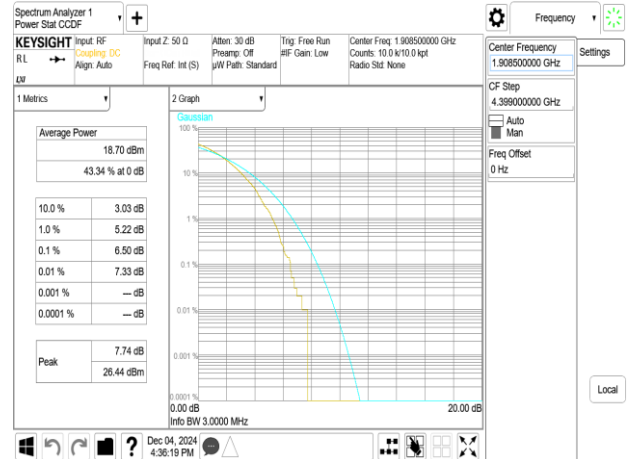 Spectrum Analyzer 1
Power Stat CCDF
+
Frequency
KEYSIGHT
RL
LXI
Input: RF
Coupling: DC
Align: Auto
Input Z: 50 Ω
Freq Ref: Int (S)
Atten: 30 dB
Preamp: Off
µW Path: Standard
Trig: Free Run
#IF Gain: Low
Center Freq: 1.908500000 GHz
Counts: 10.0 k/10.0 kpt
Radio Std: None
Center Frequency
1.908500000 GHz
Settings
CF Step
4.399000000 GHz
Auto
Man
Freq Offset
0 Hz
Local
1 Metrics
Average Power
18.70 dBm
43.34 % at 0 dB
10.0 % 3.03 dB
1.0 % 5.22 dB
0.1 % 6.50 dB
0.01 % 7.33 dB
0.001 % --- dB
0.0001 % --- dB
Peak
7.74 dB
26.44 dBm
2 Graph
Gaussian
100 %
10 %
1 %
0.1 %
0.01 %
0.001 %
0.0001 %
0.00 dB 20.00 dB
Info BW 3.0000 MHz
?
Dec 04, 2024
4:36:19 PM